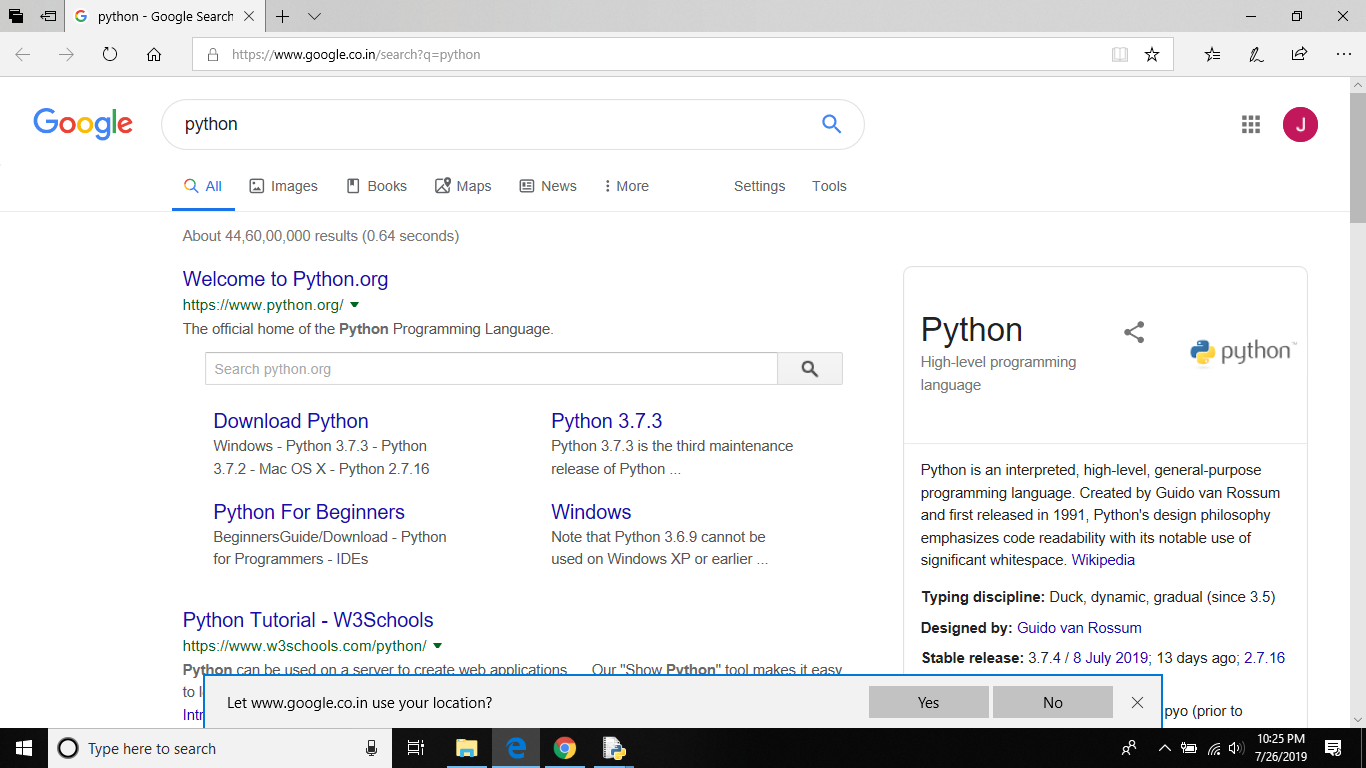 python - Google Search
https://www.google.co.in/search?q=python
Google
python
J
All Images Books Maps News More Settings Tools
About 44,60,00,000 results (0.64 seconds)
Welcome to Python.org
https://www.python.org/
The official home of the Python Programming Language.
Search python.org
Download Python
Windows - Python 3.7.3 - Python
3.7.2 - Mac OS X - Python 2.7.16
Python 3.7.3
Python 3.7.3 is the third maintenance
release of Python ...
Python For Beginners
BeginnersGuide/Download - Python
for Programmers - IDEs
Windows
Note that Python 3.6.9 cannot be
used on Windows XP or earlier ...
Python Tutorial - W3Schools
https://www.w3schools.com/python/
Python can be used on a server to create web applications. ... Our "Show Python" tool makes it easy
to l
Intr
Python
High-level programming
language
python™
Python is an interpreted, high-level, general-purpose
programming language. Created by Guido van Rossum
and first released in 1991, Python's design philosophy
emphasizes code readability with its notable use of
significant whitespace. Wikipedia
Typing discipline: Duck, dynamic, gradual (since 3.5)
Designed by: Guido van Rossum
Stable release: 3.7.4 / 8 July 2019; 13 days ago; 2.7.16
pyo (prior to
Let www.google.co.in use your location?
Yes
No
Type here to search
10:25 PM
7/26/2019